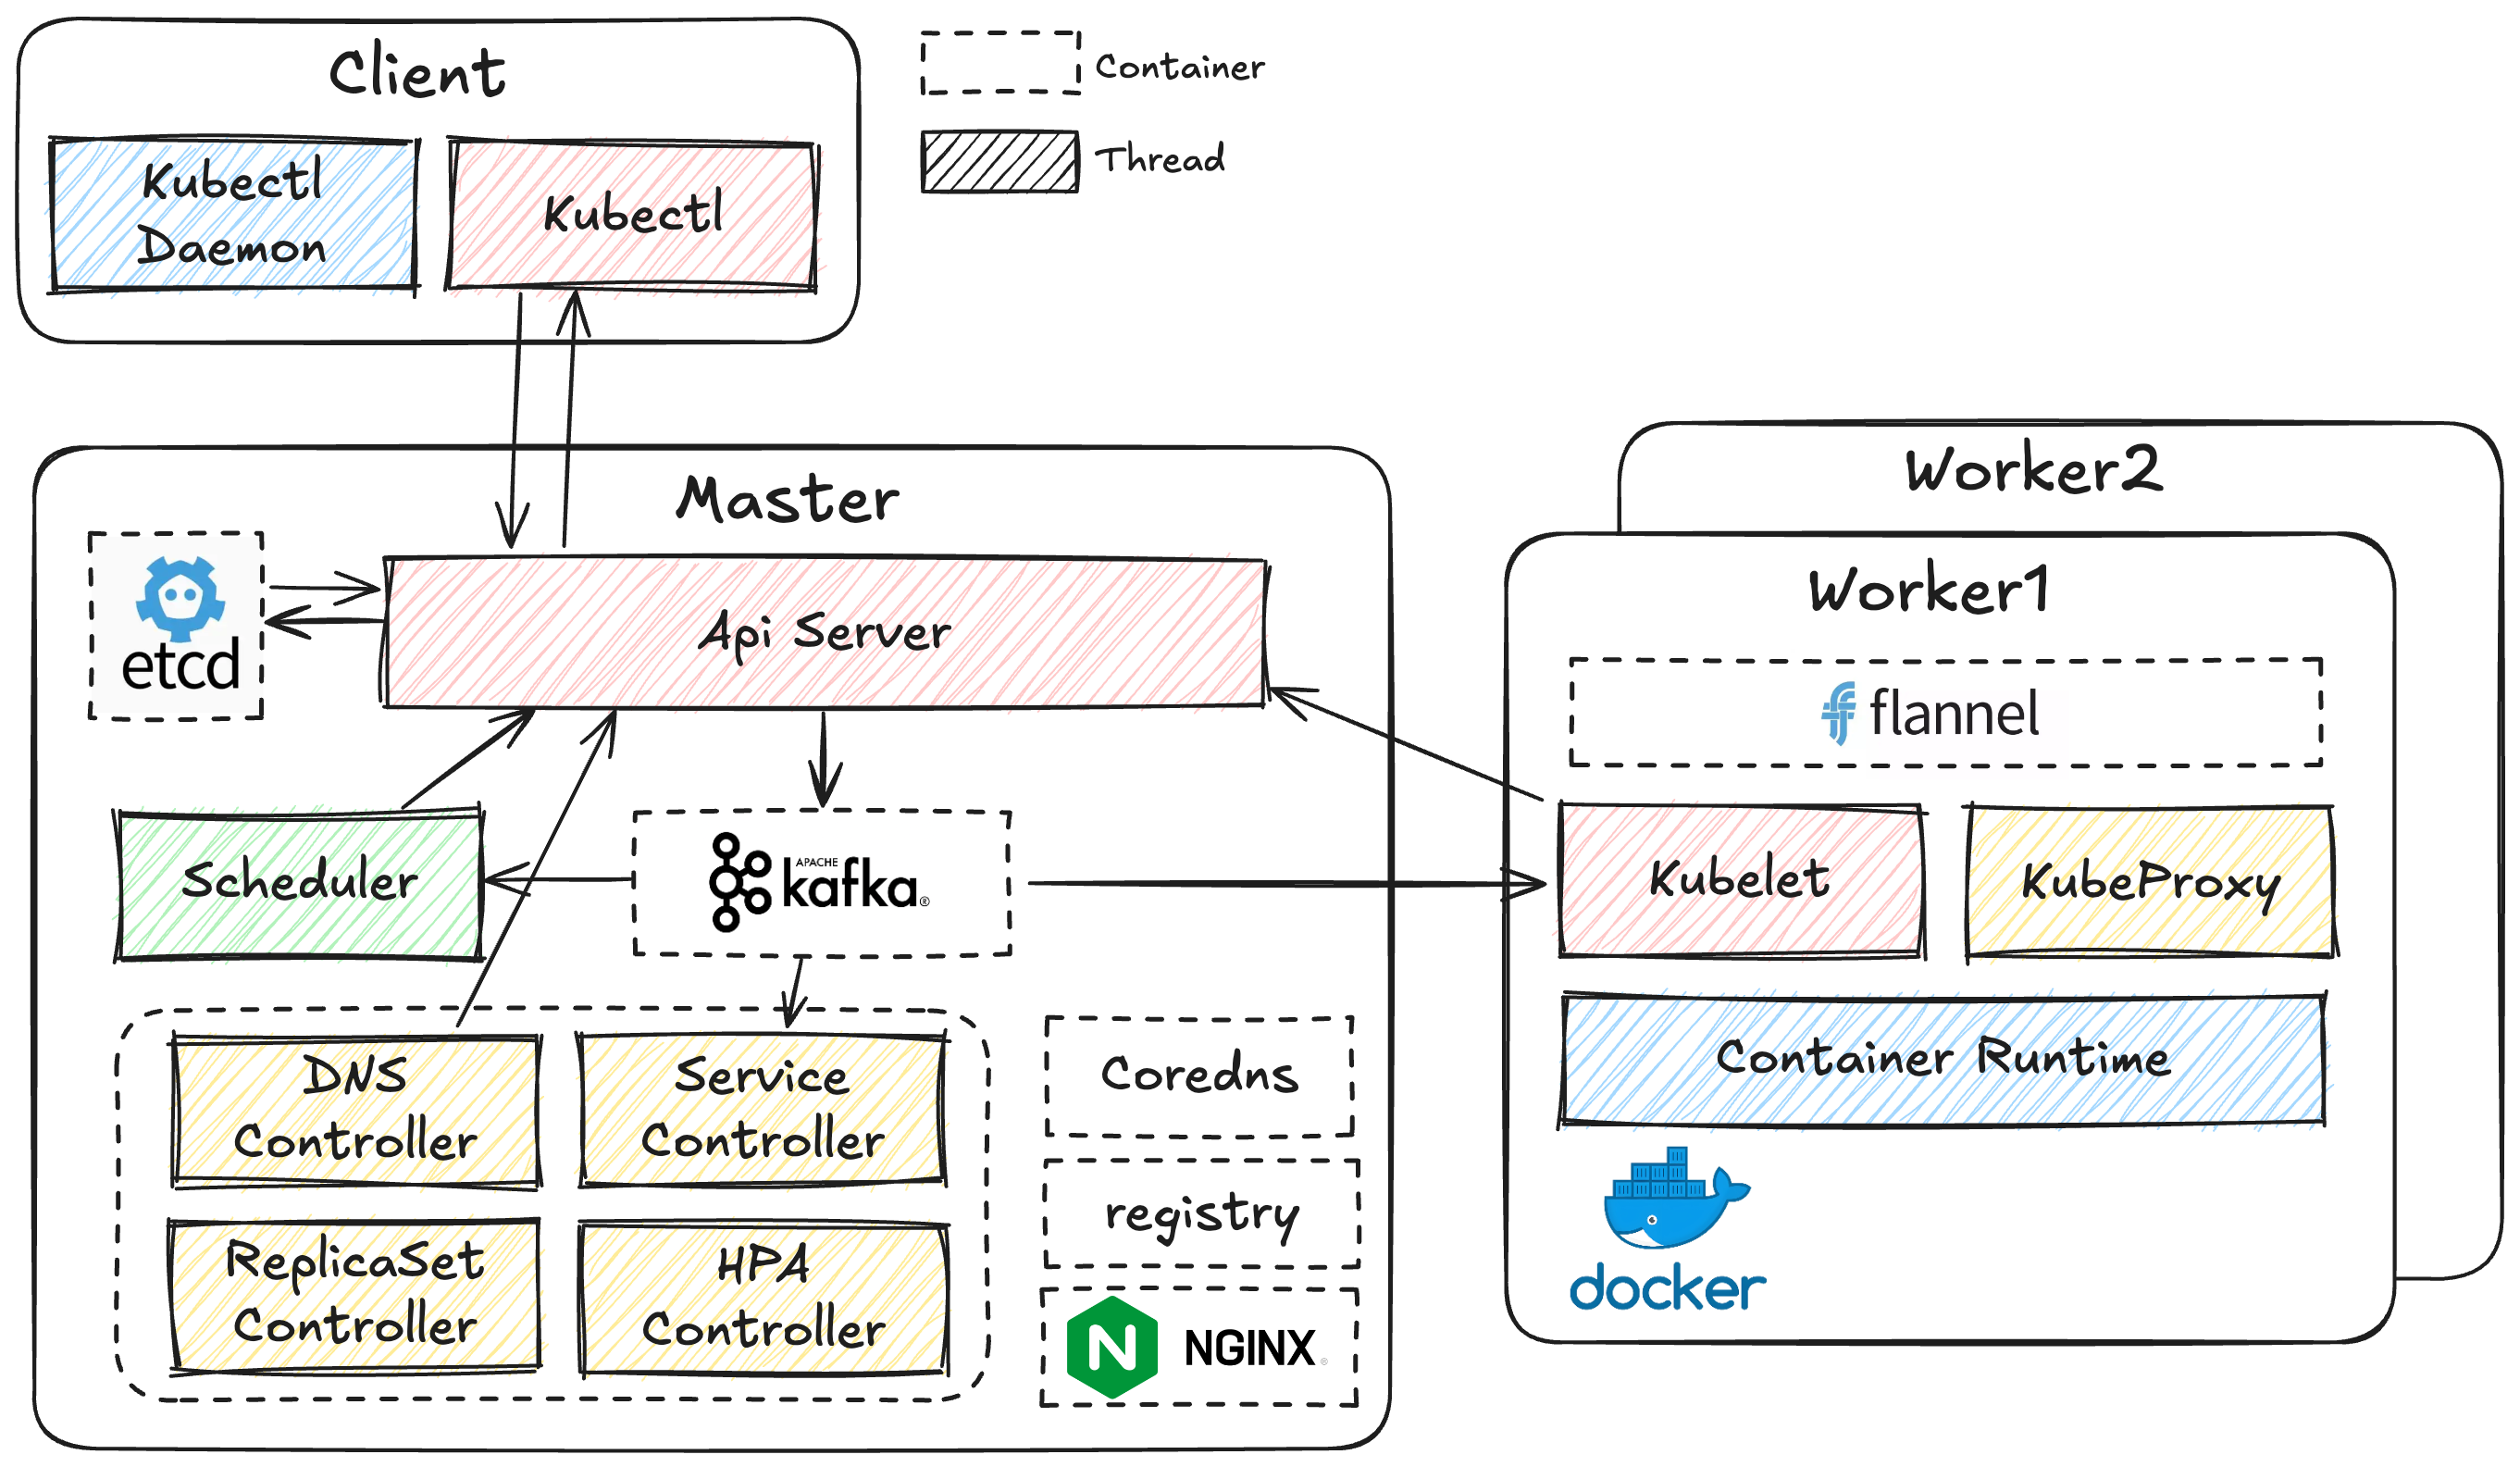 Client
Kubectl
Daemon
Kubectl
Container
Thread
Master
etcd
Api Server
Scheduler
APACHE
kafka®
DNS
Controller
Service
Controller
ReplicaSet
Controller
HPA
Controller
Coredns
registry
NGINX®
Worker2
Worker1
flannel
Kubelet
KubeProxy
Container Runtime
docker